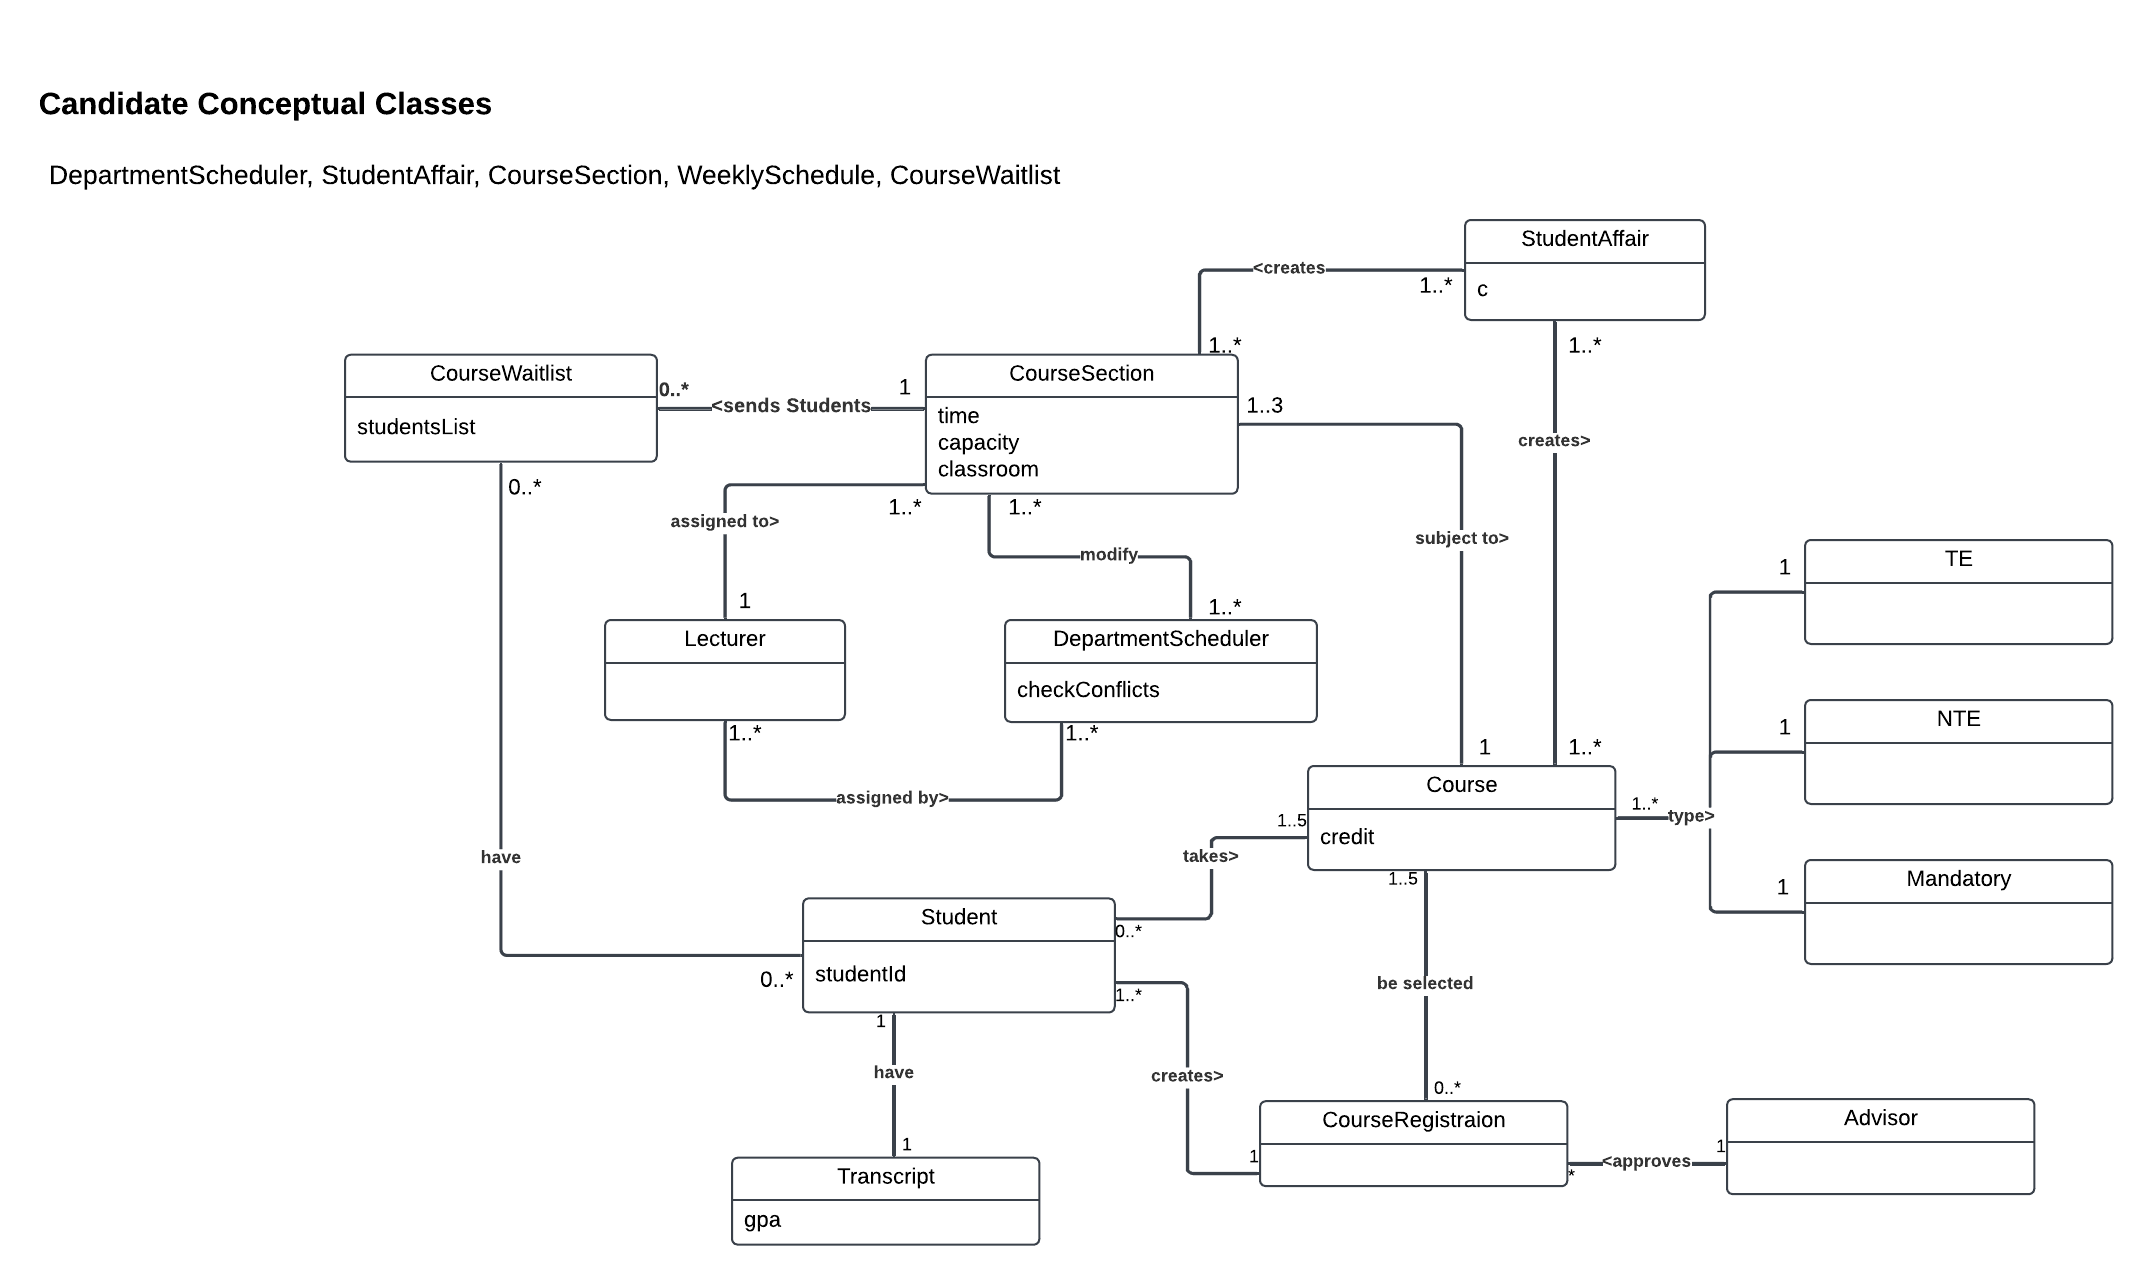 Candidate Conceptual Classes
DepartmentScheduler, StudentAffair, CourseSection, WeeklySchedule, CourseWaitlist
StudentAffair
c
<creates
1..*
1..*
1..*
CourseWaitlist
studentsList
0..*
<sends Students
1
CourseSection
time
capacity
classroom
1..3
creates>
0..*
assigned to>
1..*
1..*
modify
subject to>
1
1..*
Lecturer
DepartmentScheduler
checkConflicts
1..*
1..*
assigned by>
1
1..*
TE
1
NTE
1
Mandatory
1
Course
credit
1..*
type>
1..5
takes>
1..5
have
Student
studentId
0..*
0..*
1..*
be selected
1
have
1
creates>
0..*
Transcript
gpa
CourseRegistraion
1
*
<approves
1
Advisor